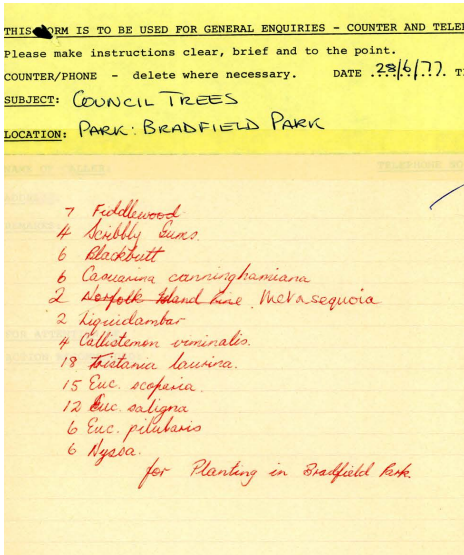 THIS FORM IS TO BE USED FOR GENERAL ENQUIRIES - COUNTER AND TELE
Please make instructions clear, brief and to the point.
COUNTER/PHONE - delete where necessary. DATE 28/6/77. T
SUBJECT: COUNCIL TREES
LOCATION: PARK: BRADFIELD PARK
TELEPHONE NO
7 Fiddlewood
4 Scribbly Gums.
6 Blackbutt
6 Casuarina canninghamiana
2 Norfolk Island Pine. Metasequoia
2 Liquidambar
4 Callistemon viminalis.
18 Tristania laurina.
15 Euc. scoparia.
12 Euc. saligna
6 Euc. pilularis
6 Nyssa.
for Planting in Bradfield Park.